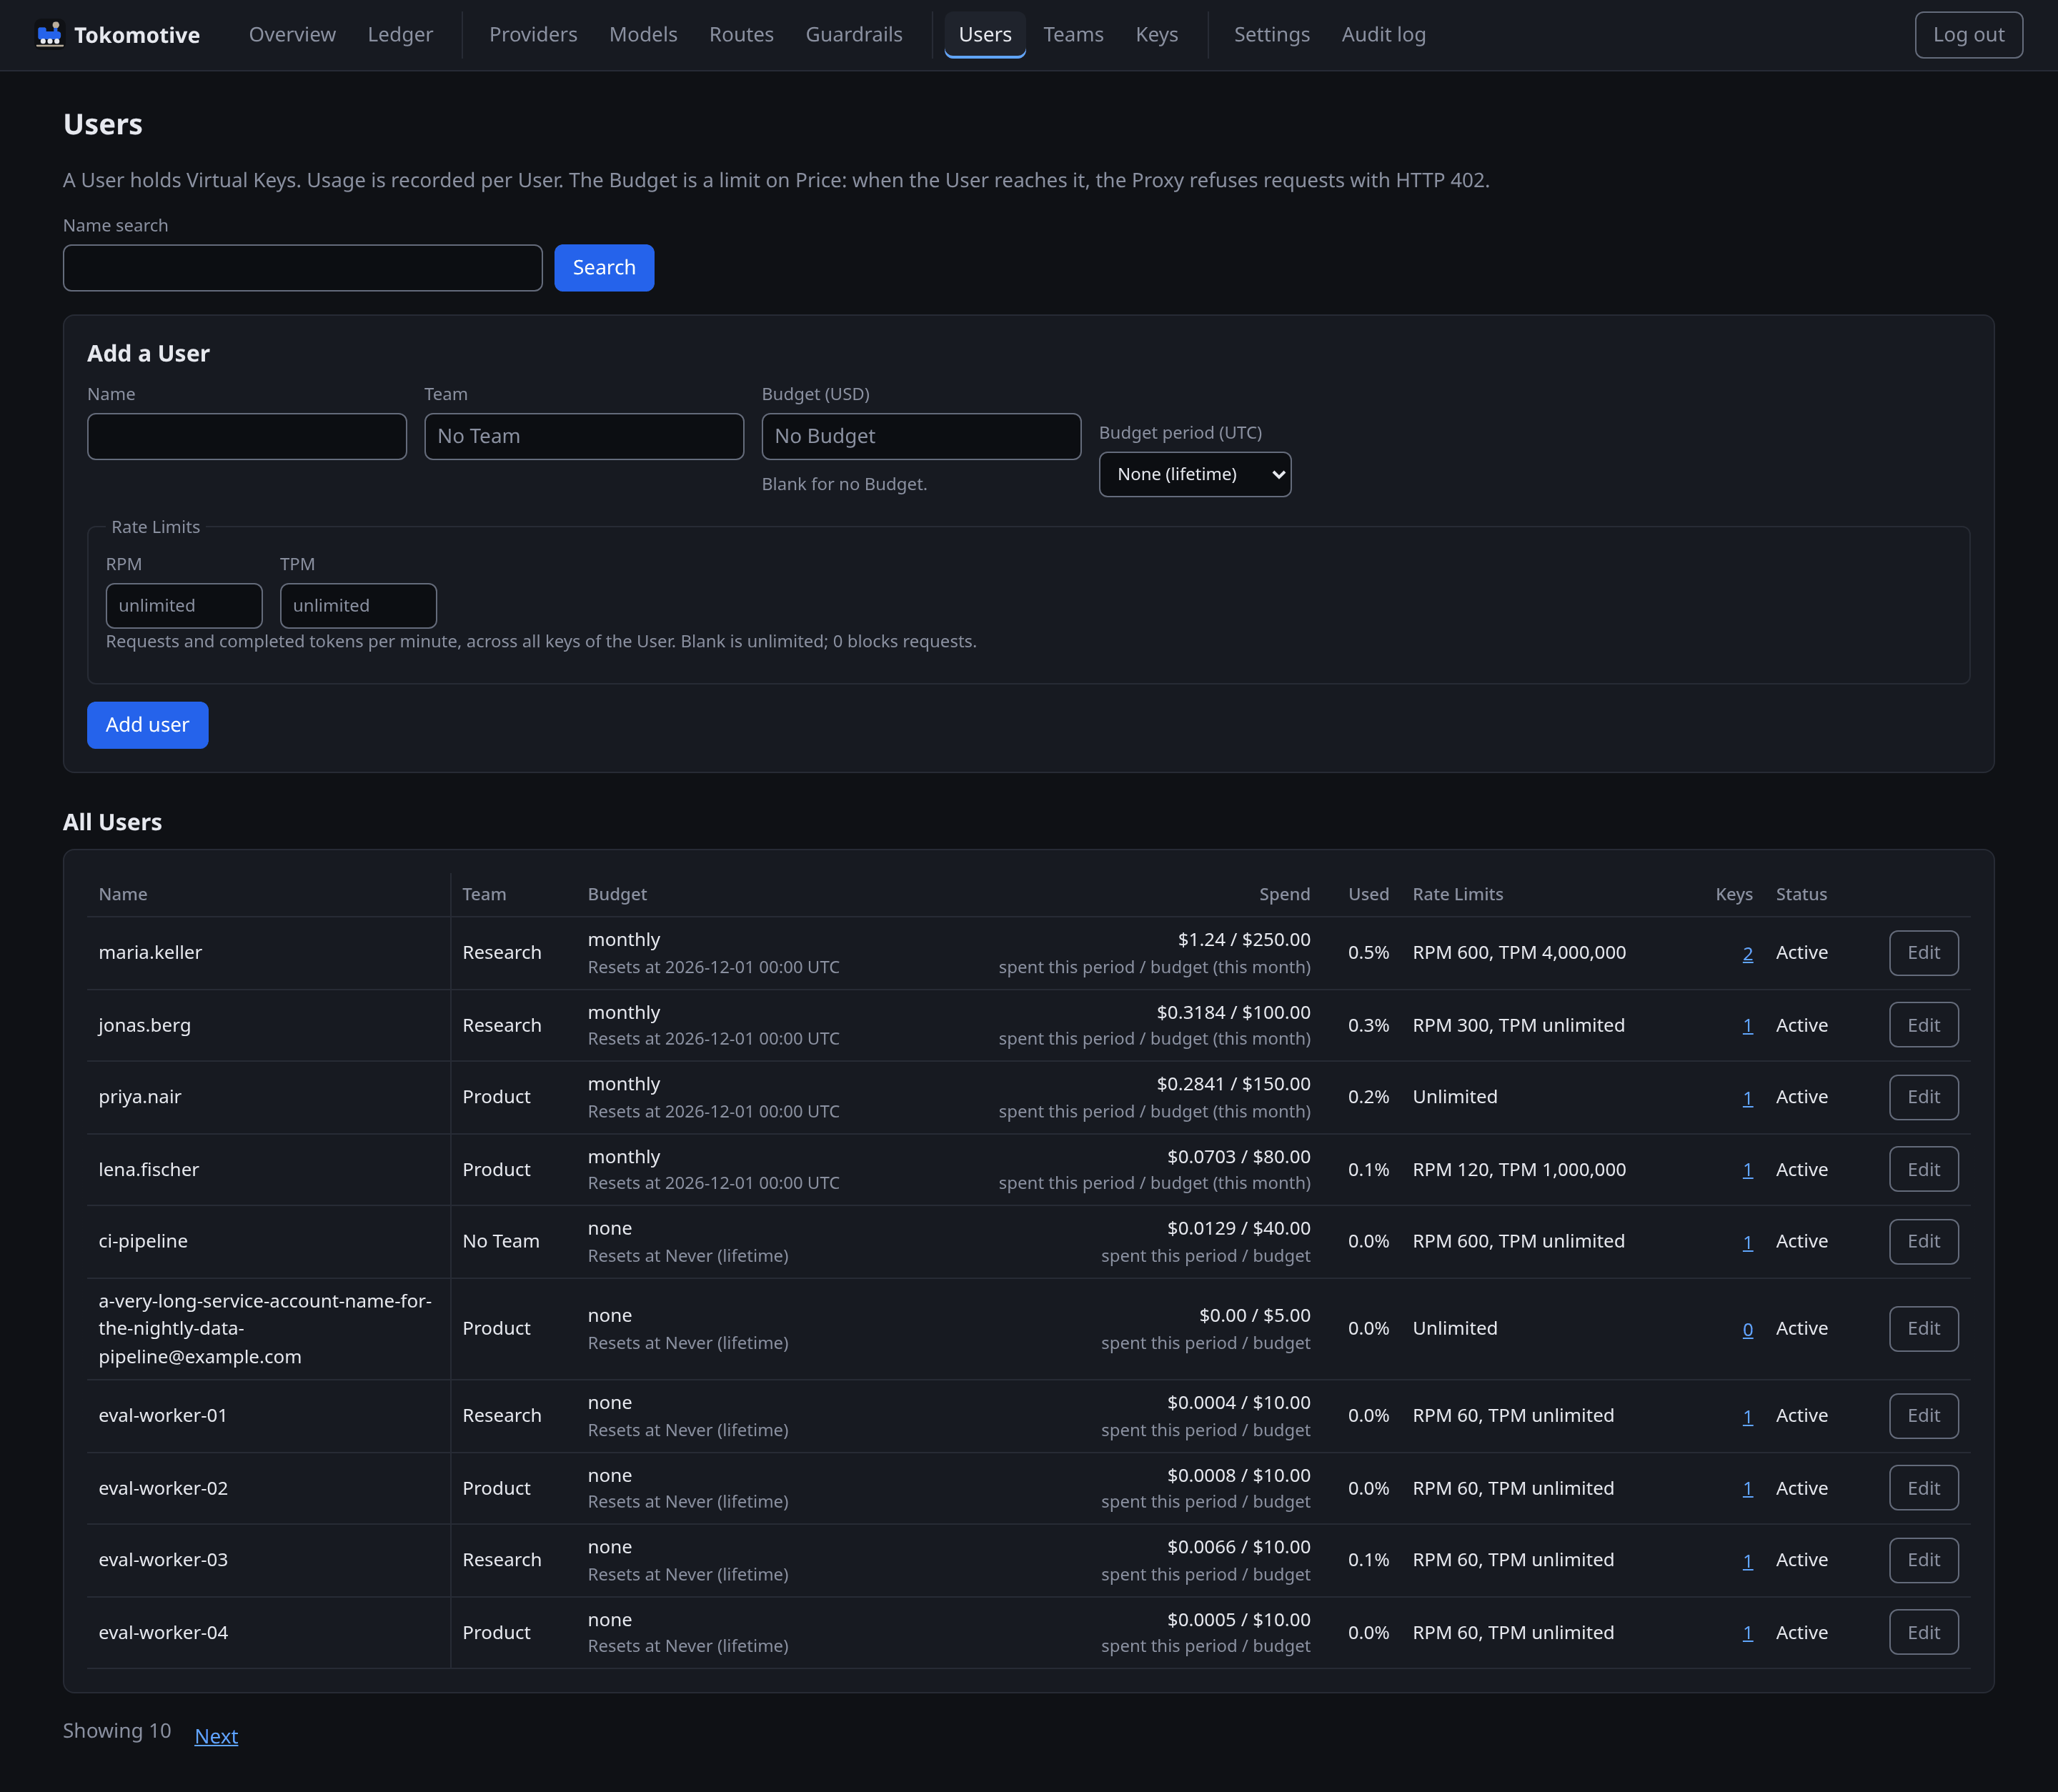 Tokomotive Overview Ledger Providers Models Routes Guardrails Users Teams Keys Settings Audit log Log out
Users
A User holds Virtual Keys. Usage is recorded per User. The Budget is a limit on Price: when the User reaches it, the Proxy refuses requests with HTTP 402.
Name search
Search
Add a User
Name Team Budget (USD)
Budget period (UTC)
No Team No Budget
None (lifetime)
Blank for no Budget.
Rate Limits
RPM TPM
unlimited unlimited
Requests and completed tokens per minute, across all keys of the User. Blank is unlimited; 0 blocks requests.
Add user
All Users
Name Team Budget Spend Used Rate Limits Keys Status
maria.keller Research monthly $1.24 / $250.00 0.5% RPM 600, TPM 4,000,000 2 Active Edit
Resets at 2026-12-01 00:00 UTC spent this period / budget (this month)
jonas.berg Research monthly $0.3184 / $100.00 0.3% RPM 300, TPM unlimited 1 Active Edit
Resets at 2026-12-01 00:00 UTC spent this period / budget (this month)
priya.nair Product monthly $0.2841 / $150.00 0.2% Unlimited 1 Active Edit
Resets at 2026-12-01 00:00 UTC spent this period / budget (this month)
lena.fischer Product monthly $0.0703 / $80.00 0.1% RPM 120, TPM 1,000,000 1 Active Edit
Resets at 2026-12-01 00:00 UTC spent this period / budget (this month)
ci-pipeline No Team none $0.0129 / $40.00 0.0% RPM 600, TPM unlimited 1 Active Edit
Resets at Never (lifetime) spent this period / budget
a-very-long-service-account-name-for-
the-nightly-data-
pipeline@example.com Product none $0.00 / $5.00 0.0% Unlimited 0 Active Edit
Resets at Never (lifetime) spent this period / budget
eval-worker-01 Research none $0.0004 / $10.00 0.0% RPM 60, TPM unlimited 1 Active Edit
Resets at Never (lifetime) spent this period / budget
eval-worker-02 Product none $0.0008 / $10.00 0.0% RPM 60, TPM unlimited 1 Active Edit
Resets at Never (lifetime) spent this period / budget
eval-worker-03 Research none $0.0066 / $10.00 0.1% RPM 60, TPM unlimited 1 Active Edit
Resets at Never (lifetime) spent this period / budget
eval-worker-04 Product none $0.0005 / $10.00 0.0% RPM 60, TPM unlimited 1 Active Edit
Resets at Never (lifetime) spent this period / budget
Showing 10 Next